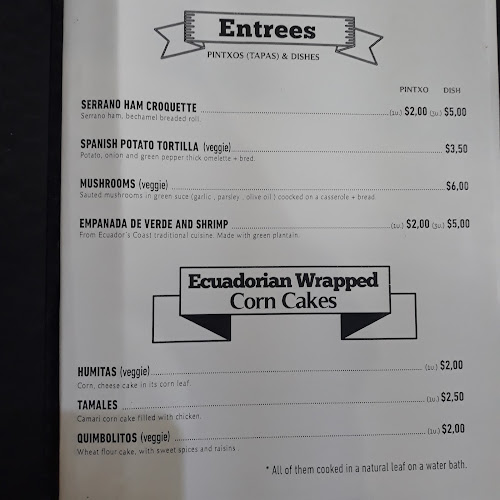 Entrees
PINTXOS (TAPAS) & DISHES
PINTXO DISH
SERRANO HAM CROQUETTE (1u.) $2,00 (3u.) $5,00
Serrano ham, bechamel breaded roll.
SPANISH POTATO TORTILLA (veggie) $3,50
Potato, onion and green pepper thick omelette + bred.
MUSHROOMS (veggie) $6,00
Sauted mushrooms in green suce (garlic , parsley , olive oil ) coocked on a casserole + bread.
EMPANADA DE VERDE AND SHRIMP (1u.) $2,00 (3u.) $5,00
From Ecuador's Coast traditional cuisine. Made with green plantain.
Ecuadorian Wrapped
Corn Cakes
HUMITAS (veggie) (1u.) $2,00
Corn, cheese cake in its corn leaf.
TAMALES (1u.) $2,50
Camari corn cake filled with chicken.
QUIMBOLITOS (veggie) (1u.) $2,00
Wheat flour cake, with sweet spices and raisins
* All of them cooked in a natural leaf on a water bath.